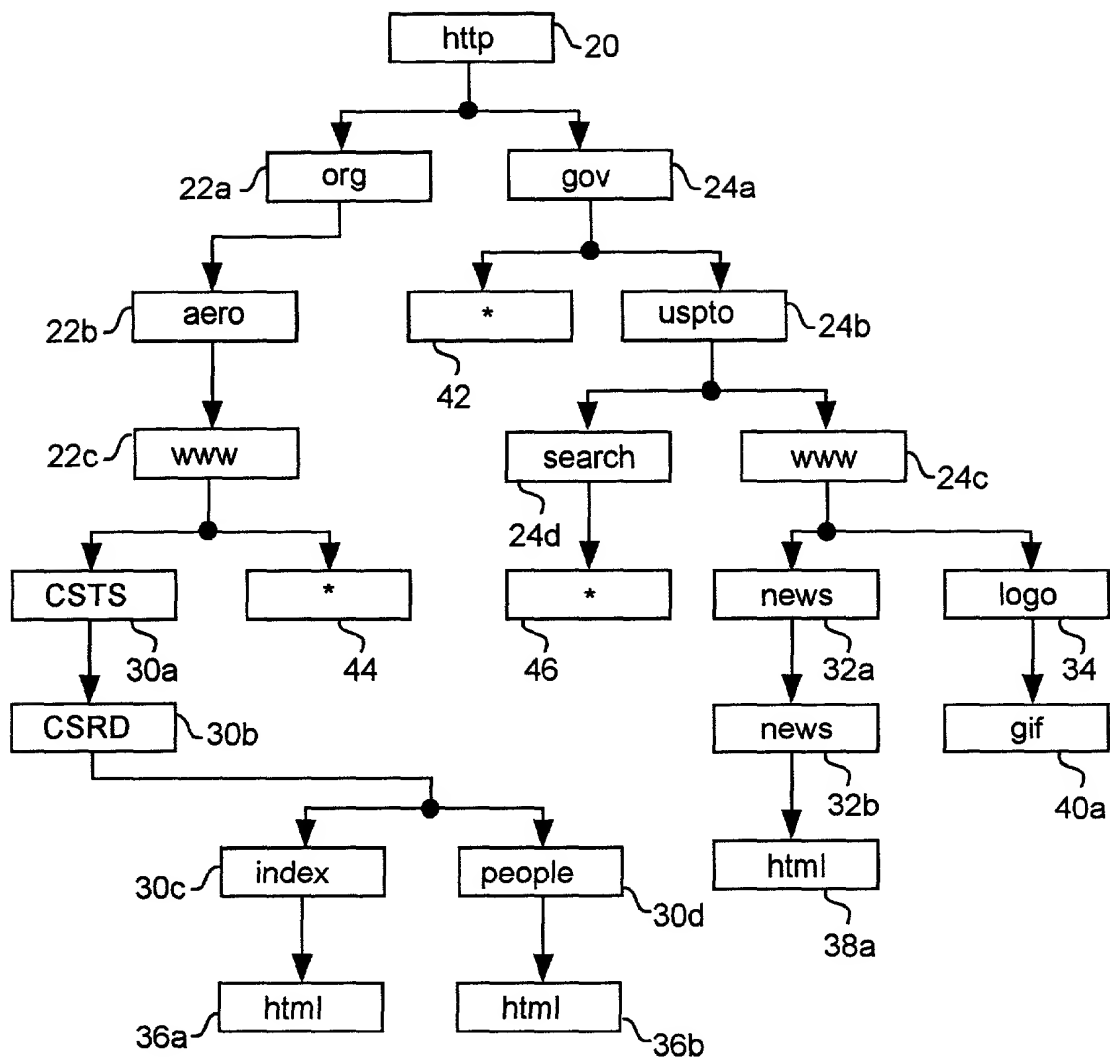 http
20
22a
org
gov
24a
22b
aero
*
uspto
24b
42
22c
www
search
www
24c
24d
CSTS
*
*
news
logo
30a
44
46
32a
34
CSRD
30b
news
gif
32b
40a
30c
index
people
30d
html
38a
36a
html
html
36b